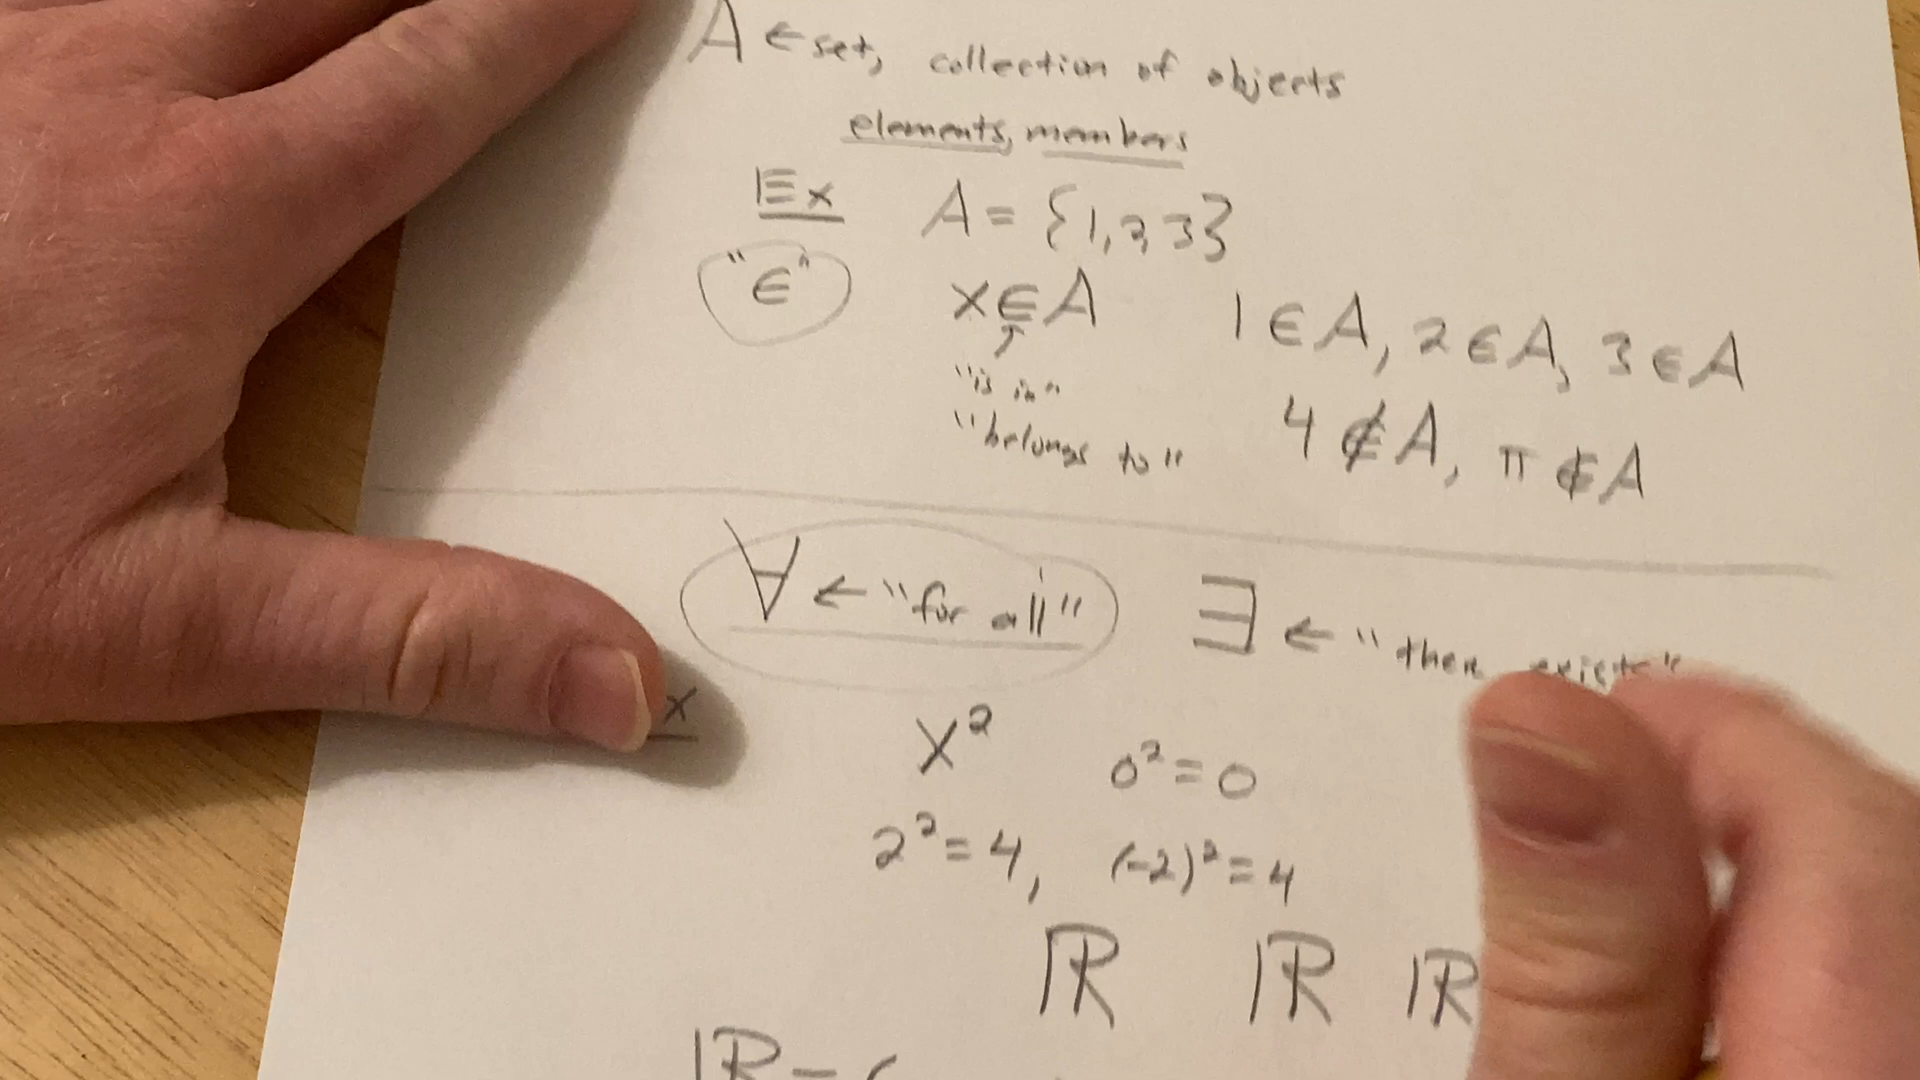 A ← set, collection of objects
elements, members
Ex A = {1,2,3}
"∈" x ∈ A 1 ∈ A, 2 ∈ A, 3 ∈ A
↑
"is in" 4 ∉ A, π ∉ A
"belongs to"
∀ ← "for all" ∃ ← "there exists"
x
x² 0² = 0
2² = 4, (-2)² = 4
ℝ ℝ ℝ
ℝ = (